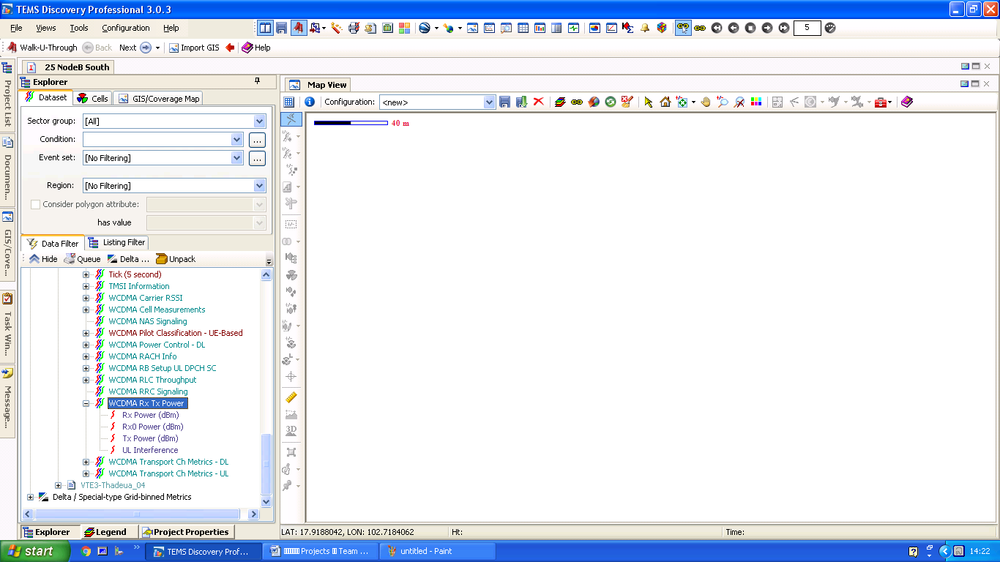 TEMS Discovery Professional 3.0.3
File Views Tools Configuration Help 5
Walk-U-Through Back Next Import GIS Help
25 NodeB South
Explorer
Dataset Cells GIS/Coverage Map
Sector group: [All]
Condition: ...
Event set: [No Filtering] ...
Region: [No Filtering]
Consider polygon attribute:
has value
Data Filter Listing Filter
Hide Queue Delta ... Unpack
Tick (5 second)
TMSI Information
WCDMA Carrier RSSI
WCDMA Cell Measurements
WCDMA NAS Signaling
WCDMA Pilot Classification - UE-Based
WCDMA Power Control - DL
WCDMA RACH Info
WCDMA RB Setup UL DPCH SC
WCDMA RLC Throughput
WCDMA RRC Signaling
WCDMA Rx Tx Power
Rx Power (dBm)
Rx0 Power (dBm)
Tx Power (dBm)
UL Interference
WCDMA Transport Ch Metrics - DL
WCDMA Transport Ch Metrics - UL
VTE3-Thadeua_04
Delta / Special-type Grid-binned Metrics
Explorer Legend Project Properties
Project List
Documen...
GIS/Cove...
Task Win...
Message...
Map View
Configuration: <new>
40 m
3D
LAT: 17.9188042, LON: 102.7184062 Ht: Time:
start TEMS Discovery Prof... Projects Team ... untitled - Paint 14:22